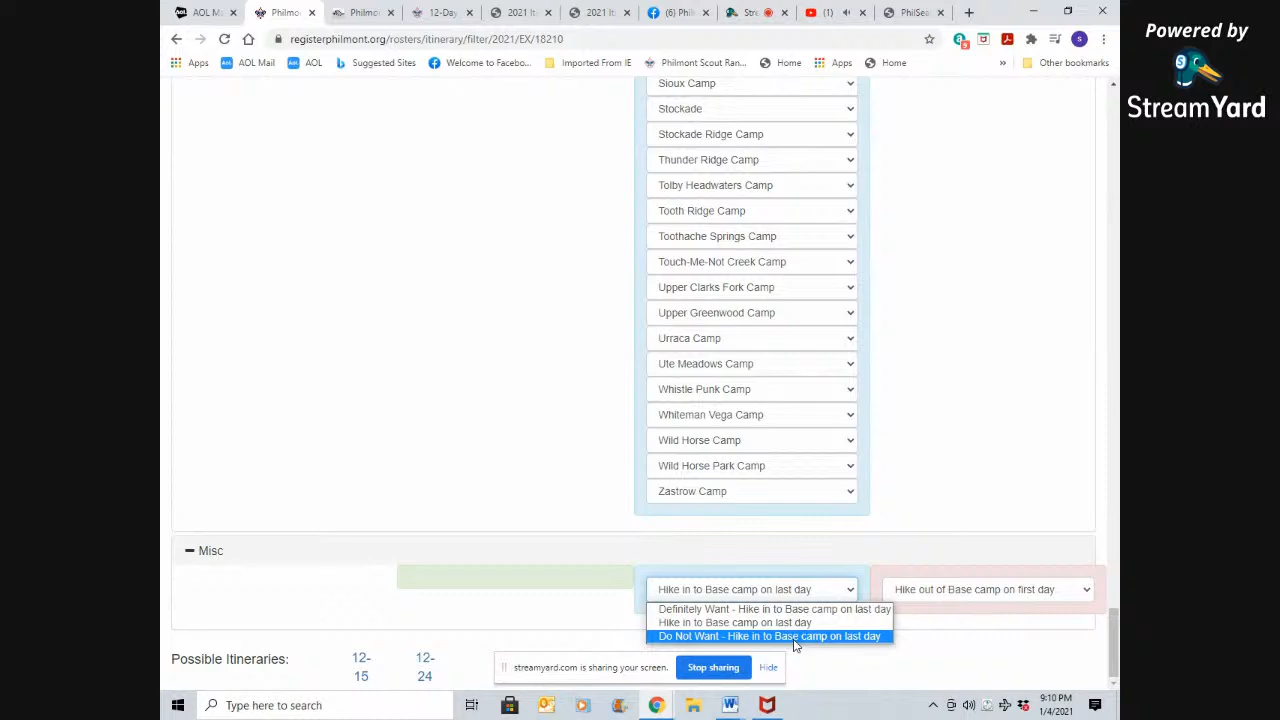 AOL Ma
Philmon
Philmon
12-Day
2021 It
2021 It
(6) Phil
Stre
(1)
PhilSea
registerphilmont.org/rosters/itinerary/filter/2021/EX/18210
Apps
AOL Mail
AOL
Suggested Sites
Welcome to Facebo...
Imported From IE
Philmont Scout Ran...
Home
Apps
Home
»
Other bookmarks
Powered by
StreamYard
Sioux Camp
Stockade
Stockade Ridge Camp
Thunder Ridge Camp
Tolby Headwaters Camp
Tooth Ridge Camp
Toothache Springs Camp
Touch-Me-Not Creek Camp
Upper Clarks Fork Camp
Upper Greenwood Camp
Urraca Camp
Ute Meadows Camp
Whistle Punk Camp
Whiteman Vega Camp
Wild Horse Camp
Wild Horse Park Camp
Zastrow Camp
Misc
Hike in to Base camp on last day
Hike out of Base camp on first day
Definitely Want - Hike in to Base camp on last day
Hike in to Base camp on last day
Do Not Want - Hike in to Base camp on last day
Possible Itineraries:
12-
15
12-
24
streamyard.com is sharing your screen.
Stop sharing
Hide
Type here to search
9:10 PM
1/4/2021